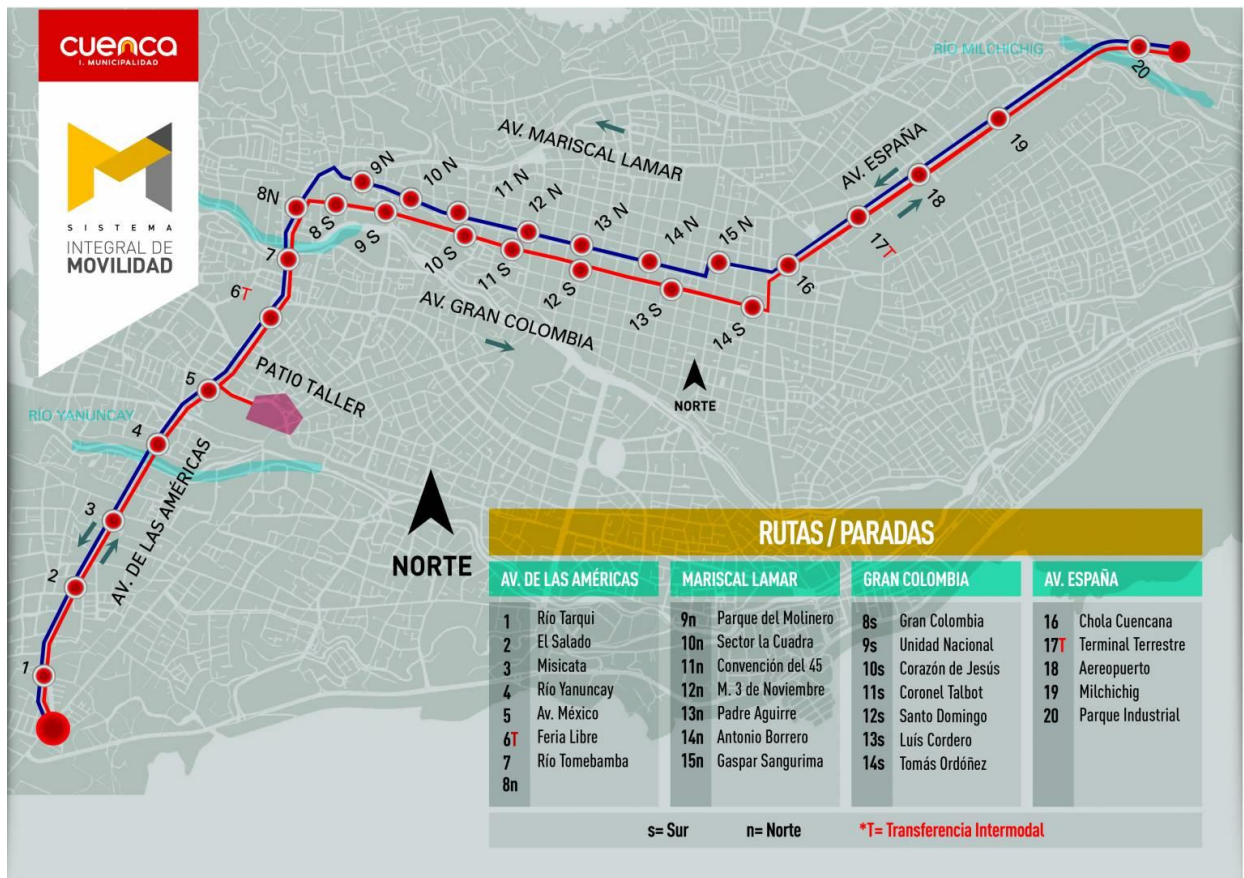 cuenca
I. MUNICIPALIDAD
SISTEMA
INTEGRAL DE
MOVILIDAD
RÍO MILCHICHIG
20
19
AV. MARISCAL LAMAR
AV. ESPAÑA
18
17T
16
8N
9N
10 N
11 N
12 N
13 N
14 N
15 N
8 S
9 S
10 S
11 S
12 S
13 S
14 S
AV. GRAN COLOMBIA
NORTE
7
6T
PATIO TALLER
5
RÍO YANUNCAY
4
AV. DE LAS AMÉRICAS
3
2
1
NORTE
RUTAS / PARADAS
AV. DE LAS AMÉRICAS
1 Río Tarqui
2 El Salado
3 Misicata
4 Río Yanuncay
5 Av. México
6T Feria Libre
7 Río Tomebamba
8n
MARISCAL LAMAR
9n Parque del Molinero
10n Sector la Cuadra
11n Convención del 45
12n M. 3 de Noviembre
13n Padre Aguirre
14n Antonio Borrero
15n Gaspar Sangurima
GRAN COLOMBIA
8s Gran Colombia
9s Unidad Nacional
10s Corazón de Jesús
11s Coronel Talbot
12s Santo Domingo
13s Luís Cordero
14s Tomás Ordóñez
AV. ESPAÑA
16 Chola Cuencana
17T Terminal Terrestre
18 Aereopuerto
19 Milchichig
20 Parque Industrial
s= Sur n= Norte *T= Transferencia Intermodal